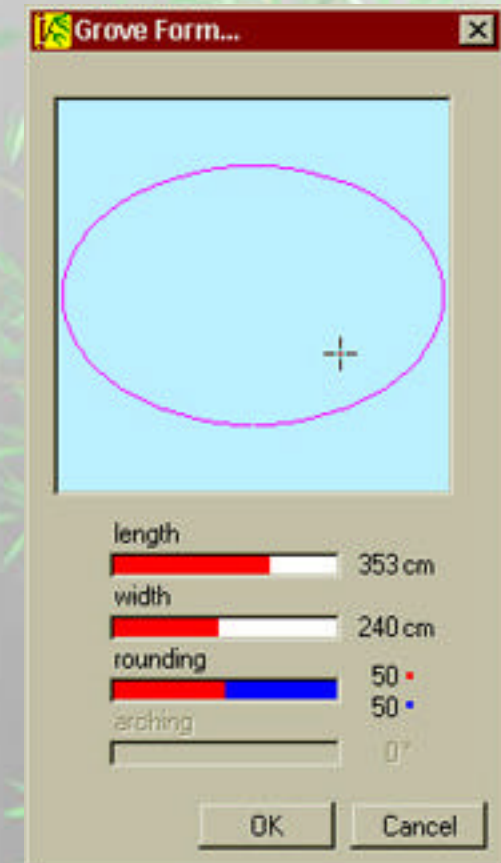 Grove Form...
length
353 cm
width
240 cm
rounding
50
50
arching
0°
OK Cancel